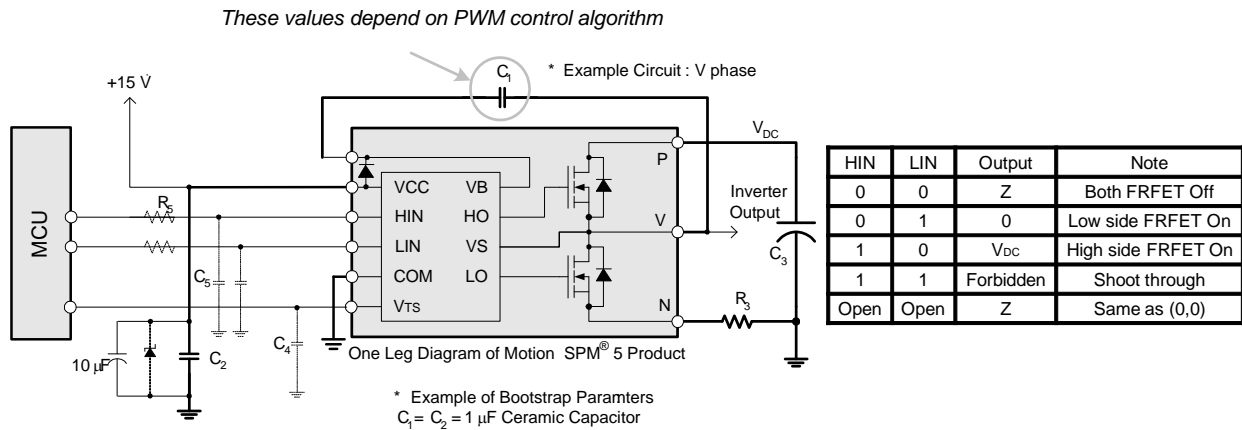 These values depend on PWM control algorithm
C1
* Example Circuit : V phase
+15 V
VDC
P
R5
MCU
VCC VB
HIN HO
LIN VS
COM LO
VTS
V
Inverter
Output
C3
C5
N
R3
C4
10 μF
C2
One Leg Diagram of Motion SPM® 5 Product
* Example of Bootstrap Paramters
C1 = C2 = 1 μF Ceramic Capacitor
HIN LIN Output Note
0 0 Z Both FRFET Off
0 1 0 Low side FRFET On
1 0 VDC High side FRFET On
1 1 Forbidden Shoot through
Open Open Z Same as (0,0)